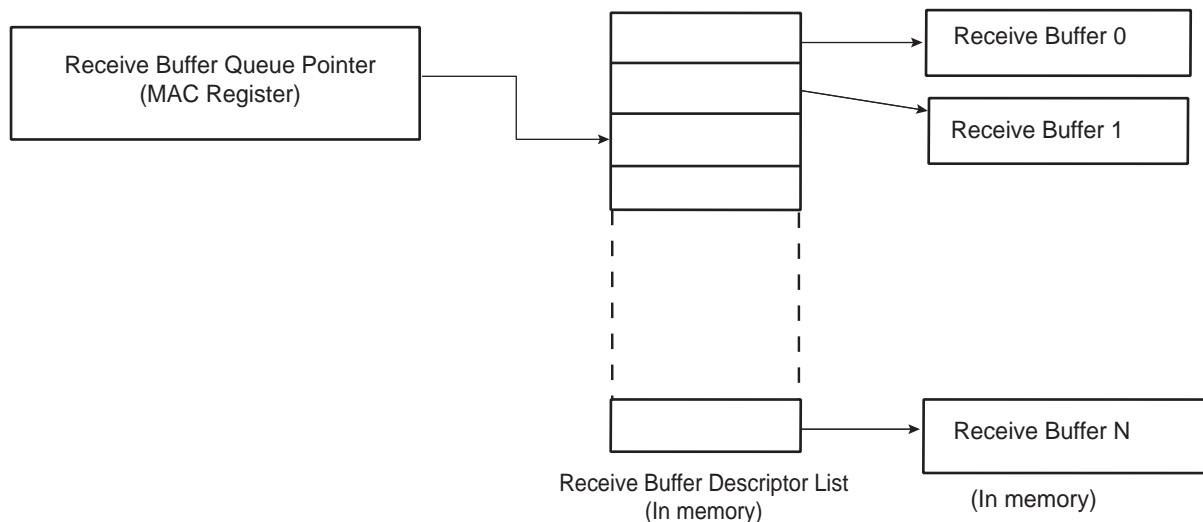 Receive Buffer Queue Pointer
(MAC Register)
Receive Buffer 0
Receive Buffer 1
Receive Buffer N
Receive Buffer Descriptor List
(In memory)
(In memory)